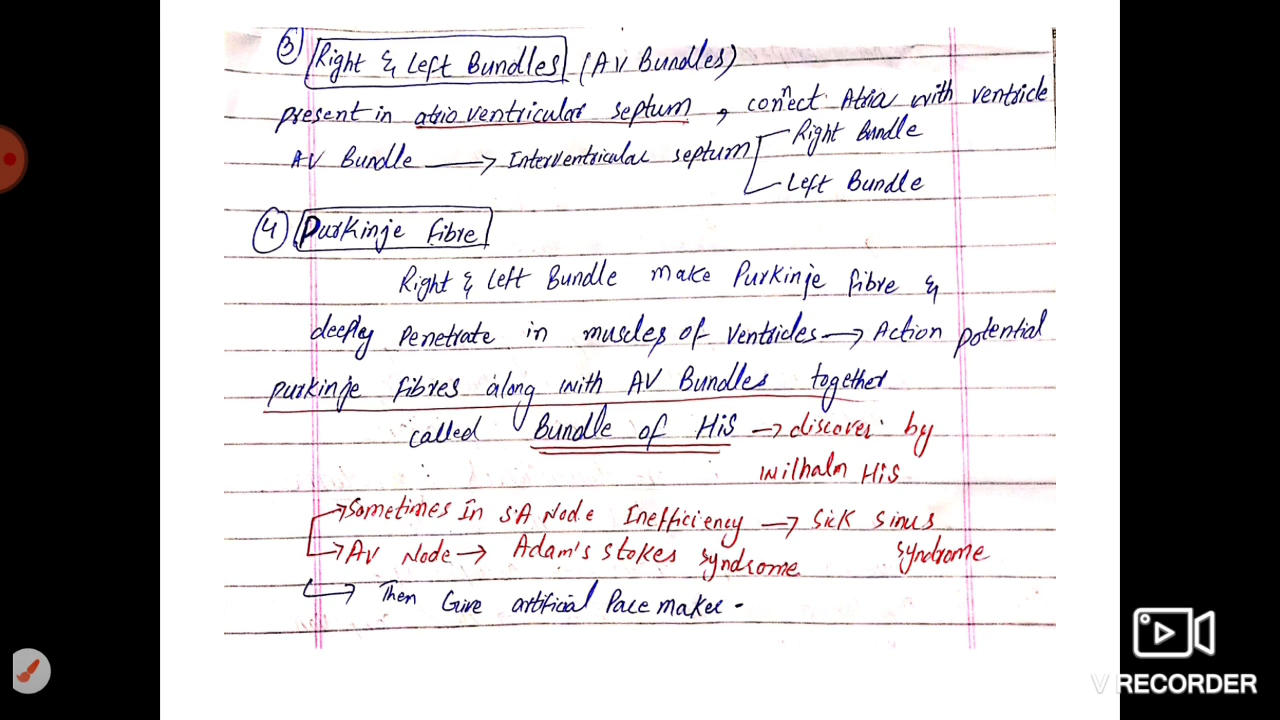 ③ Right & Left Bundles (AV Bundles)
present in atrio ventricular septum, connect Atria with ventricle
AV Bundle → Interventricular septum Right Bundle
Left Bundle
④ Purkinje fibre
Right & Left Bundle make Purkinje fibre &
deeply penetrate in muscles of ventricles → Action potential
purkinje fibres along with AV Bundles together
called Bundle of His → discover by
Wilhalm His
→ Sometimes In SA Node Inefficiency → Sick Sinus
→ AV Node → Adam's stokes syndrome syndrome
→ Then Give artificial Pace maker.
V RECORDER